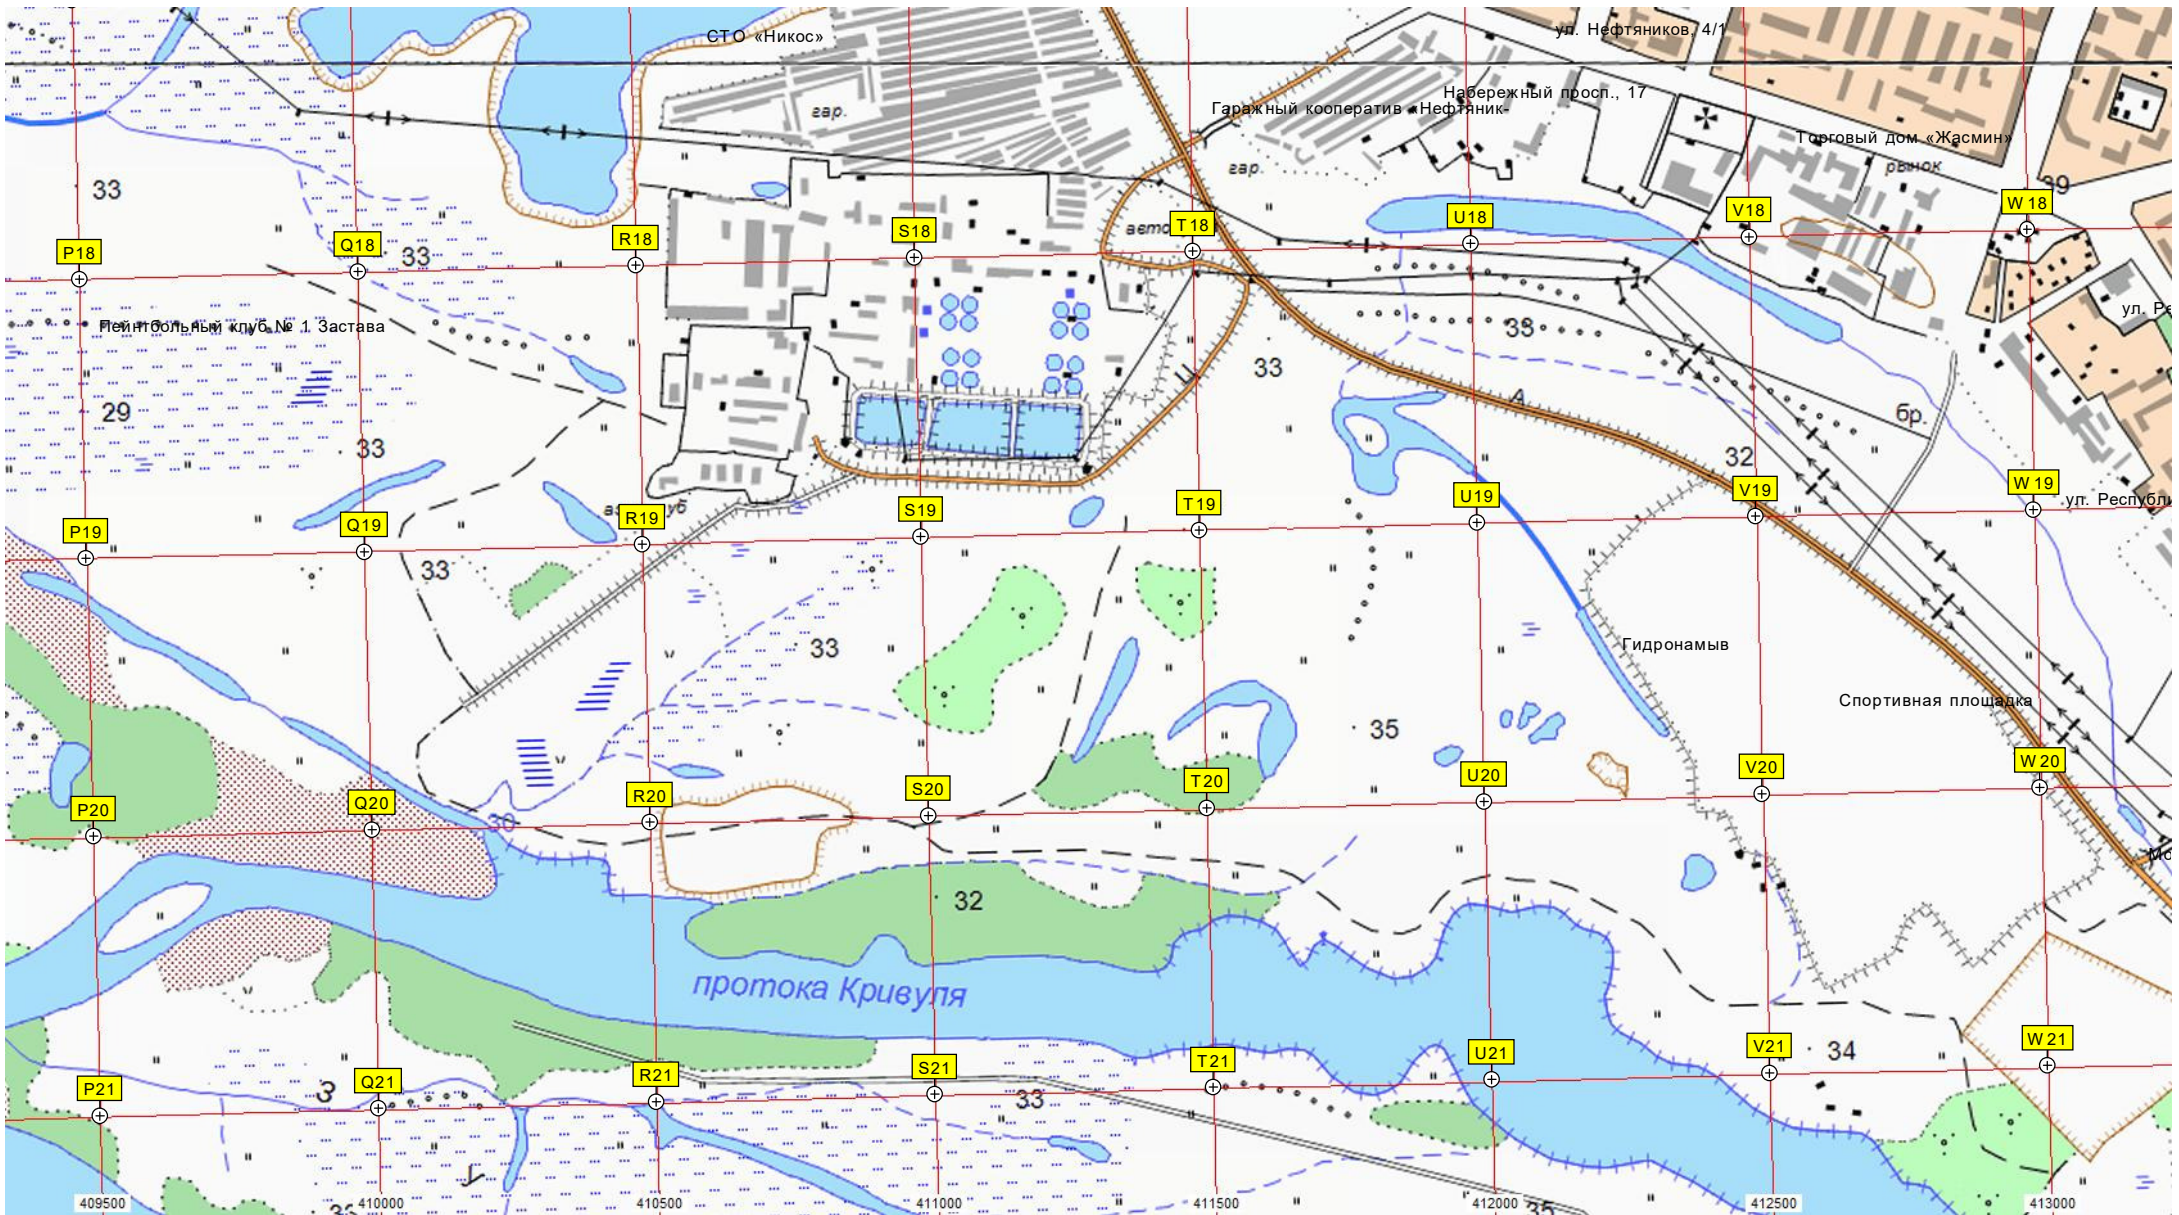 СТО «Никос»
ул. Нефтяников, 4/1
Набережный просп., 17
Гаражный кооператив «Нефтяник-
гар.
Торговый дом «Жасмин»
рынок
гар.
33
39
авто
P18
Q18
R18
S18
T18
U18
V18
W18
33
Пейнтбольный клуб № 1 Застава
38
33
Ц
А
29
33
бр.
32
P19
Q19
R19
S19
T19
U19
V19
W19
33
33
Гидронамыв
Спортивная площадка
35
P20
Q20
R20
S20
T20
U20
V20
W20
30
32
протока Кривуля
34
P21
Q21
R21
S21
T21
U21
V21
W21
З
33
У
409500
410000
410500
411000
411500
412000
412500
413000